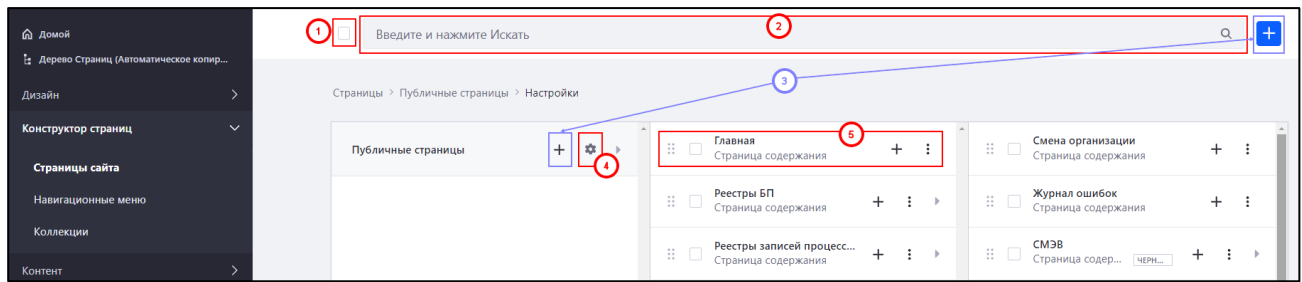 Домой
Дерево Страниц (Автоматическое копир...
Дизайн
Конструктор страниц
Страницы сайта
Навигационные меню
Коллекции
Контент
1
Введите и нажмите Искать
2
3
Страницы > Публичные страницы > Настройки
Публичные страницы
4
Главная
Страница содержания
5
Реестры БП
Страница содержания
Реестры записей процесс...
Страница содержания
Смена организации
Страница содержания
Журнал ошибок
Страница содержания
СМЭВ
Страница содер... ЧЕРН...